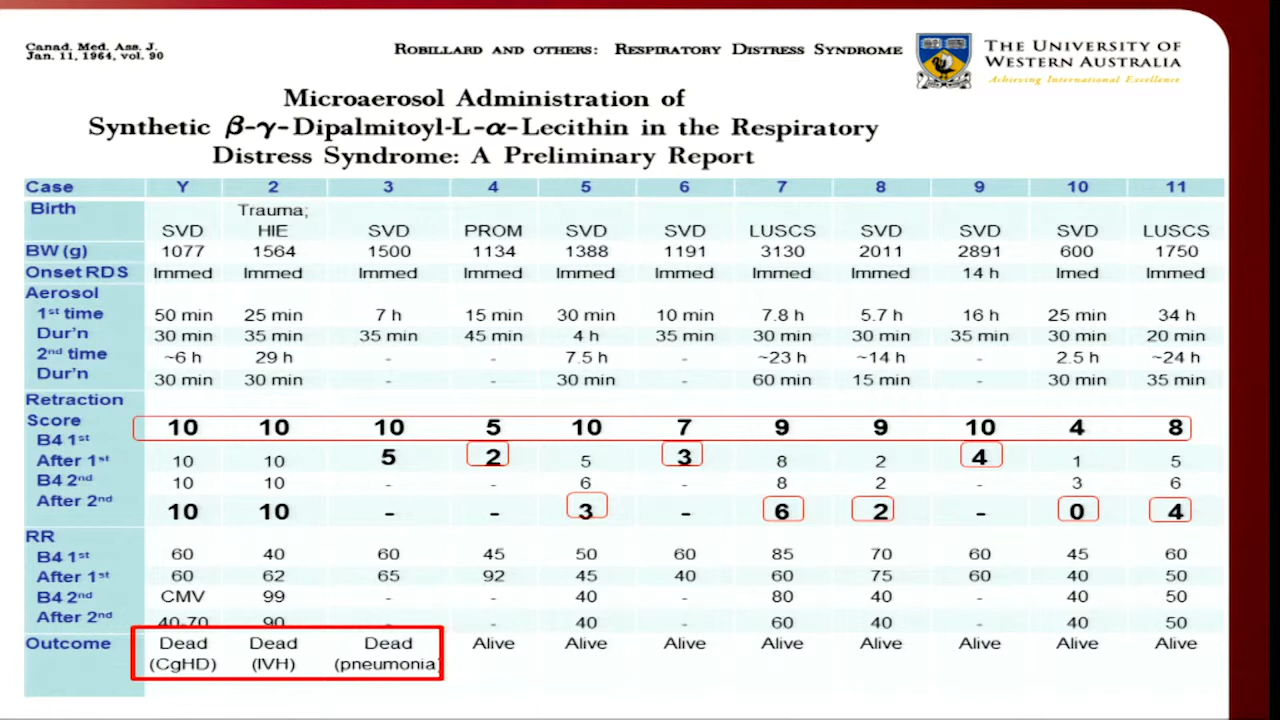 Canad. Med. Ass. J.
Jan. 11, 1964, vol. 90
ROBILLARD AND OTHERS: RESPIRATORY DISTRESS SYNDROME
THE UNIVERSITY OF
WESTERN AUSTRALIA
Achieving International Excellence
Microaerosol Administration of
Synthetic β-γ-Dipalmitoyl-L-α-Lecithin in the Respiratory
Distress Syndrome: A Preliminary Report
Case Y 2 3 4 5 6 7 8 9 10 11
Birth Trauma;
SVD HIE SVD PROM SVD SVD LUSCS SVD SVD SVD LUSCS
BW (g) 1077 1564 1500 1134 1388 1191 3130 2011 2891 600 1750
Onset RDS Immed Immed Immed Immed Immed Immed Immed Immed 14 h Imed Immed
Aerosol
1st time 50 min 25 min 7 h 15 min 30 min 10 min 7.8 h 5.7 h 16 h 25 min 34 h
Dur'n 30 min 35 min 35 min 45 min 4 h 35 min 30 min 30 min 35 min 30 min 20 min
2nd time ~6 h 29 h - - 7.5 h - ~23 h ~14 h - 2.5 h ~24 h
Dur'n 30 min 30 min - - 30 min - 60 min 15 min - 30 min 35 min
Retraction
Score
B4 1st 10 10 10 5 10 7 9 9 10 4 8
After 1st 10 10 5 2 5 3 8 2 4 1 5
B4 2nd 10 10 - - 6 - 8 2 - 3 6
After 2nd 10 10 - - 3 - 6 2 - 0 4
RR
B4 1st 60 40 60 45 50 60 85 70 60 45 60
After 1st 60 62 65 92 45 40 60 75 60 40 50
B4 2nd CMV 99 - - 40 - 80 40 - 40 50
After 2nd 40-70 90 - - 40 - 60 40 - 40 50
Outcome Dead Dead Dead Alive Alive Alive Alive Alive Alive Alive Alive
(CgHD) (IVH) (pneumonia)